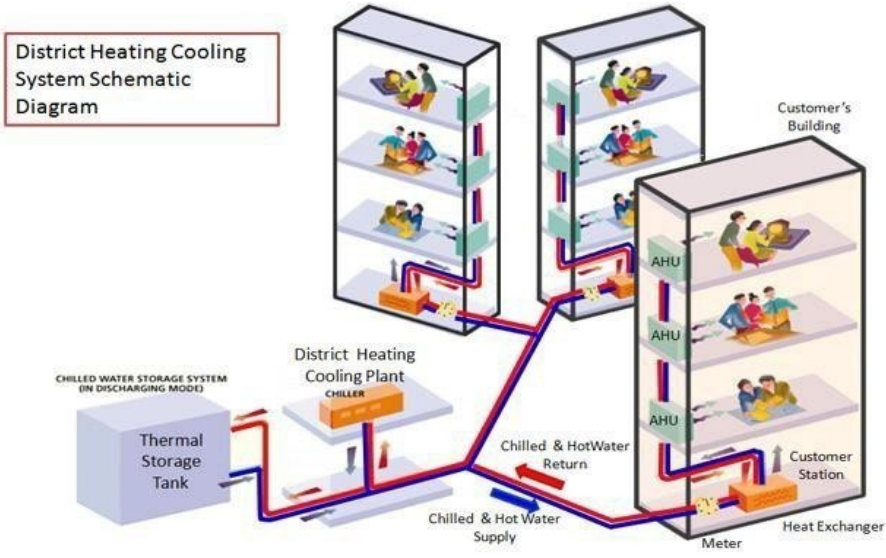 District Heating Cooling
System Schematic
Diagram
Customer's
Building
AHU
AHU
AHU
District Heating
Cooling Plant
CHILLER
CHILLED WATER STORAGE SYSTEM
(IN DISCHARGING MODE)
Thermal
Storage
Tank
Chilled & HotWater
Return
Chilled & Hot Water
Supply
Customer
Station
Heat Exchanger
Meter